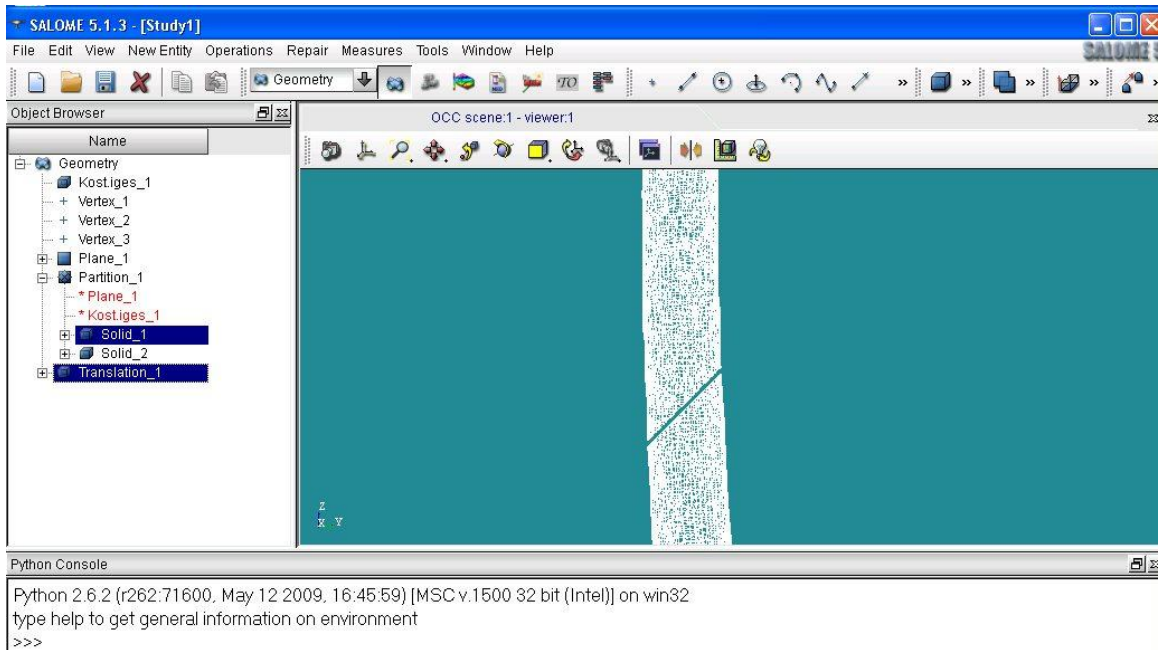 SALOME 5.1.3 - [Study1]
File Edit View New Entity Operations Repair Measures Tools Window Help
Geometry
Object Browser
OCC scene:1 - viewer:1
Name
Geometry
Kost.iges_1
Vertex_1
Vertex_2
Vertex_3
Plane_1
Partition_1
* Plane_1
* Kost.iges_1
Solid_1
Solid_2
Translation_1
Z
X Y
Python Console
Python 2.6.2 (r262:71600, May 12 2009, 16:45:59) [MSC v.1500 32 bit (Intel)] on win32
type help to get general information on environment
>>>